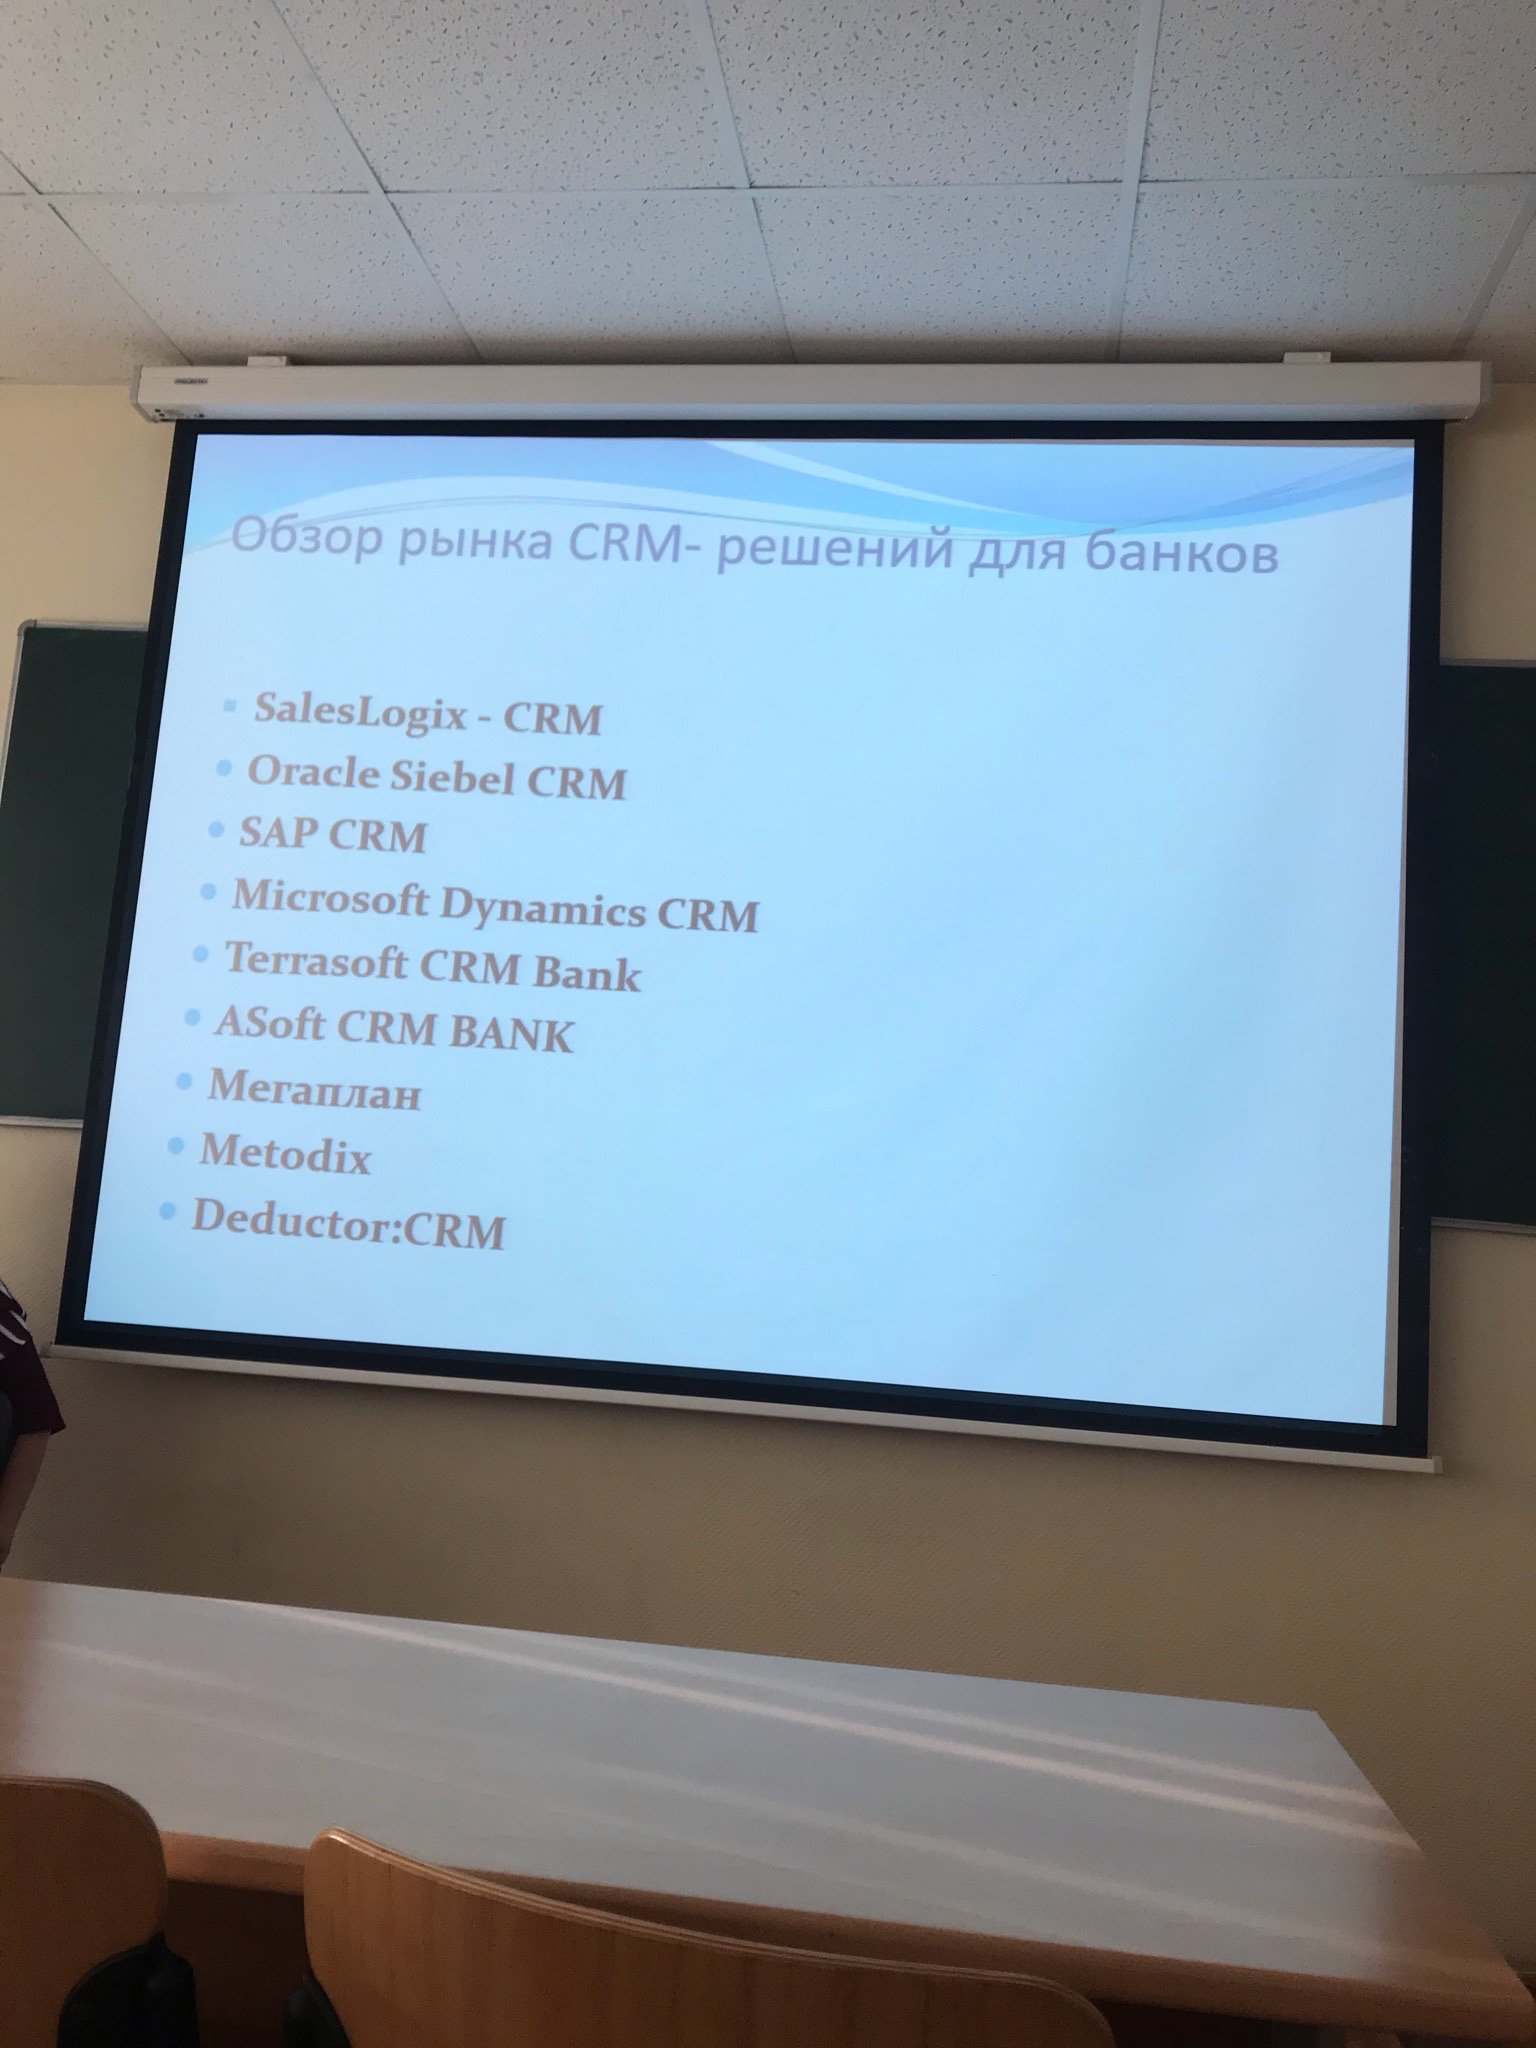 Обзор рынка CRM- решений для банков
SalesLogix - CRM
Oracle Siebel CRM
SAP CRM
Microsoft Dynamics CRM
Terrasoft CRM Bank
ASoft CRM BANK
Мегаплан
Metodix
Deductor:CRM